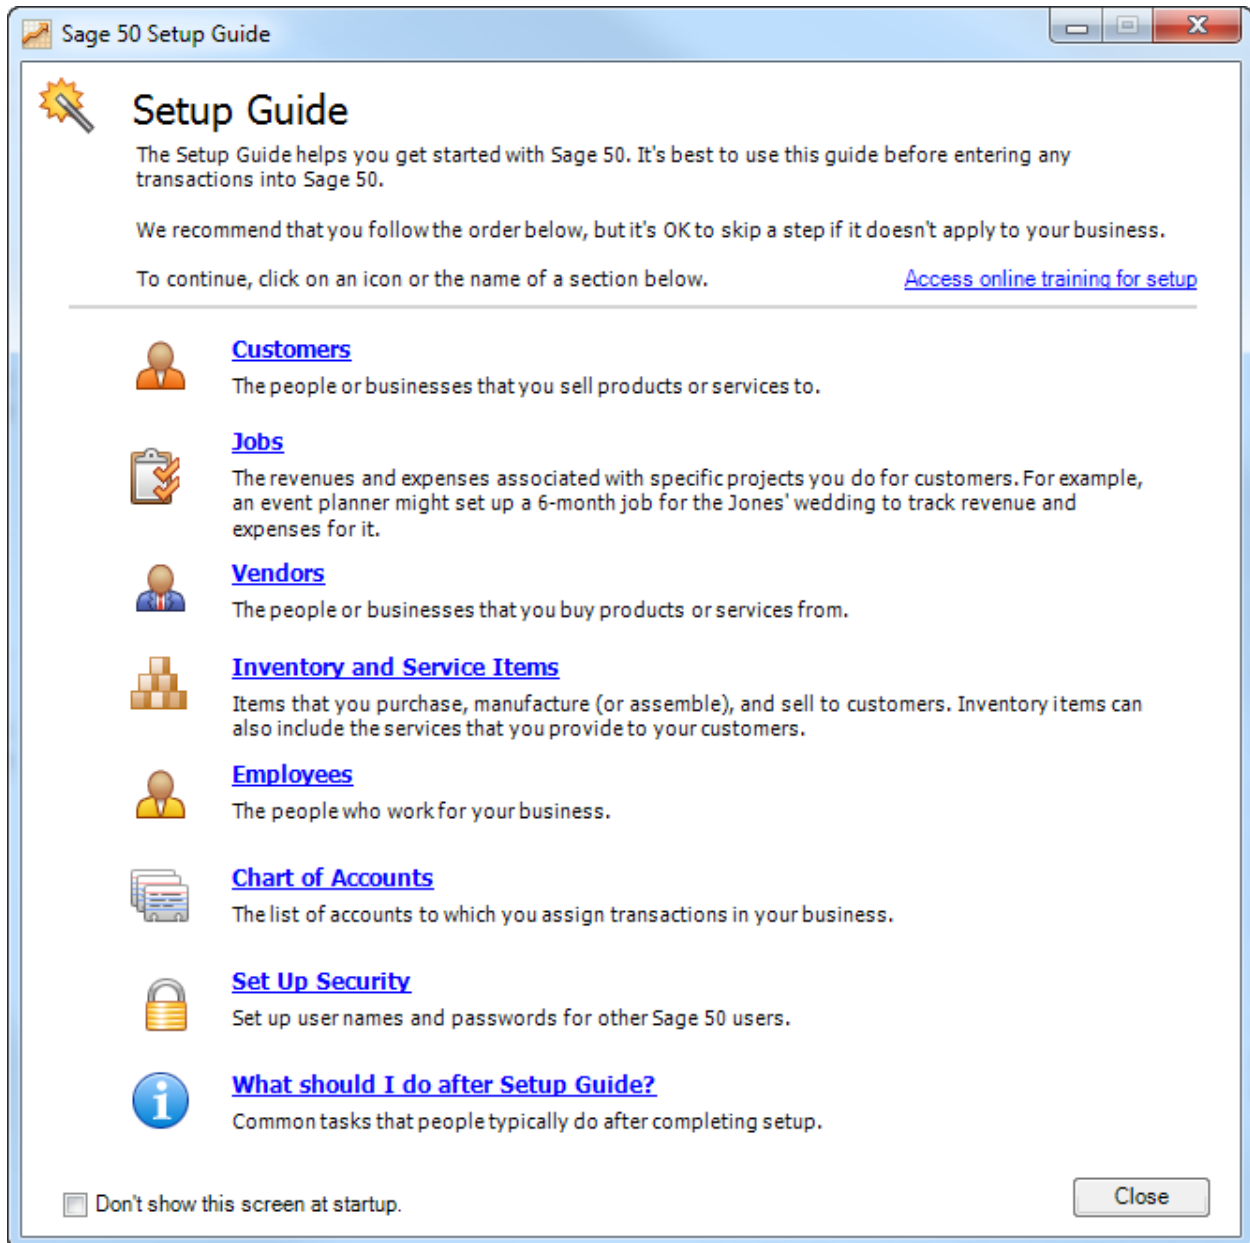 Sage 50 Setup Guide
Setup Guide
The Setup Guide helps you get started with Sage 50. It's best to use this guide before entering any
transactions into Sage 50.
We recommend that you follow the order below, but it's OK to skip a step if it doesn't apply to your business.
To continue, click on an icon or the name of a section below.
Access online training for setup
Customers
The people or businesses that you sell products or services to.
Jobs
The revenues and expenses associated with specific projects you do for customers. For example,
an event planner might set up a 6-month job for the Jones' wedding to track revenue and
expenses for it.
Vendors
The people or businesses that you buy products or services from.
Inventory and Service Items
Items that you purchase, manufacture (or assemble), and sell to customers. Inventory items can
also include the services that you provide to your customers.
Employees
The people who work for your business.
Chart of Accounts
The list of accounts to which you assign transactions in your business.
Set Up Security
Set up user names and passwords for other Sage 50 users.
What should I do after Setup Guide?
Common tasks that people typically do after completing setup.
Don't show this screen at startup.
Close